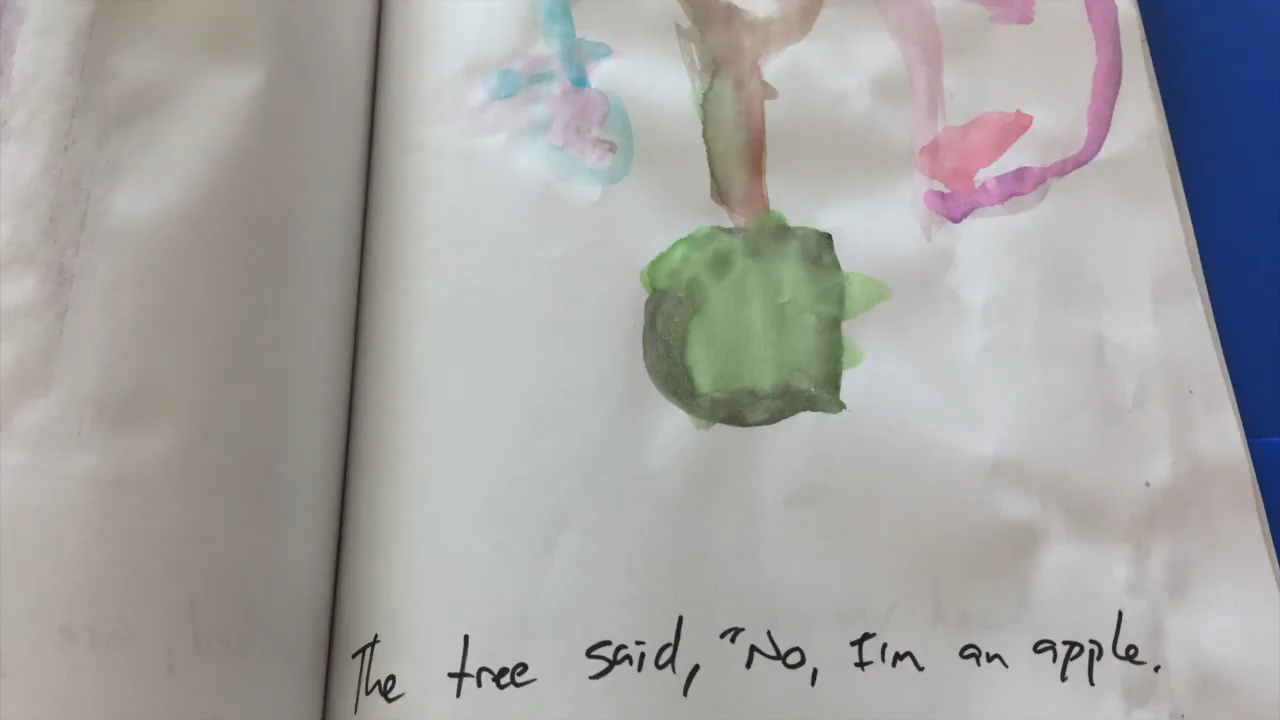 The tree said, "No, I'm an apple.